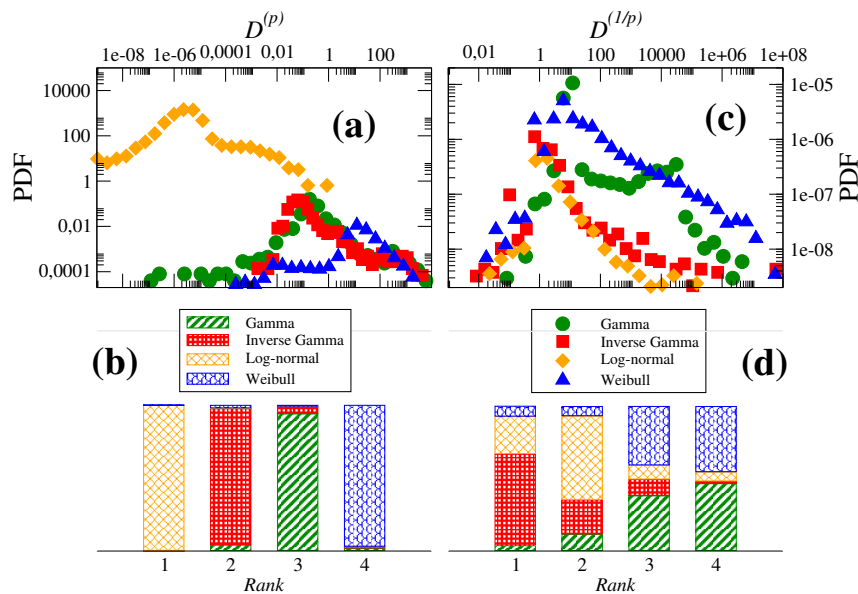 D^(p)
1e-08 1e-06 0,0001 0,01 1 100
10000
100
1
0,01
0,0001
PDF
(a)
D^(1/p)
0,01 1 100 10000 1e+06 1e+08
1e-05
1e-06
1e-07
1e-08
PDF
(c)
(b)
Gamma
Inverse Gamma
Log-normal
Weibull
1 2 3 4
Rank
Gamma
Inverse Gamma
Log-normal
Weibull
(d)
1 2 3 4
Rank